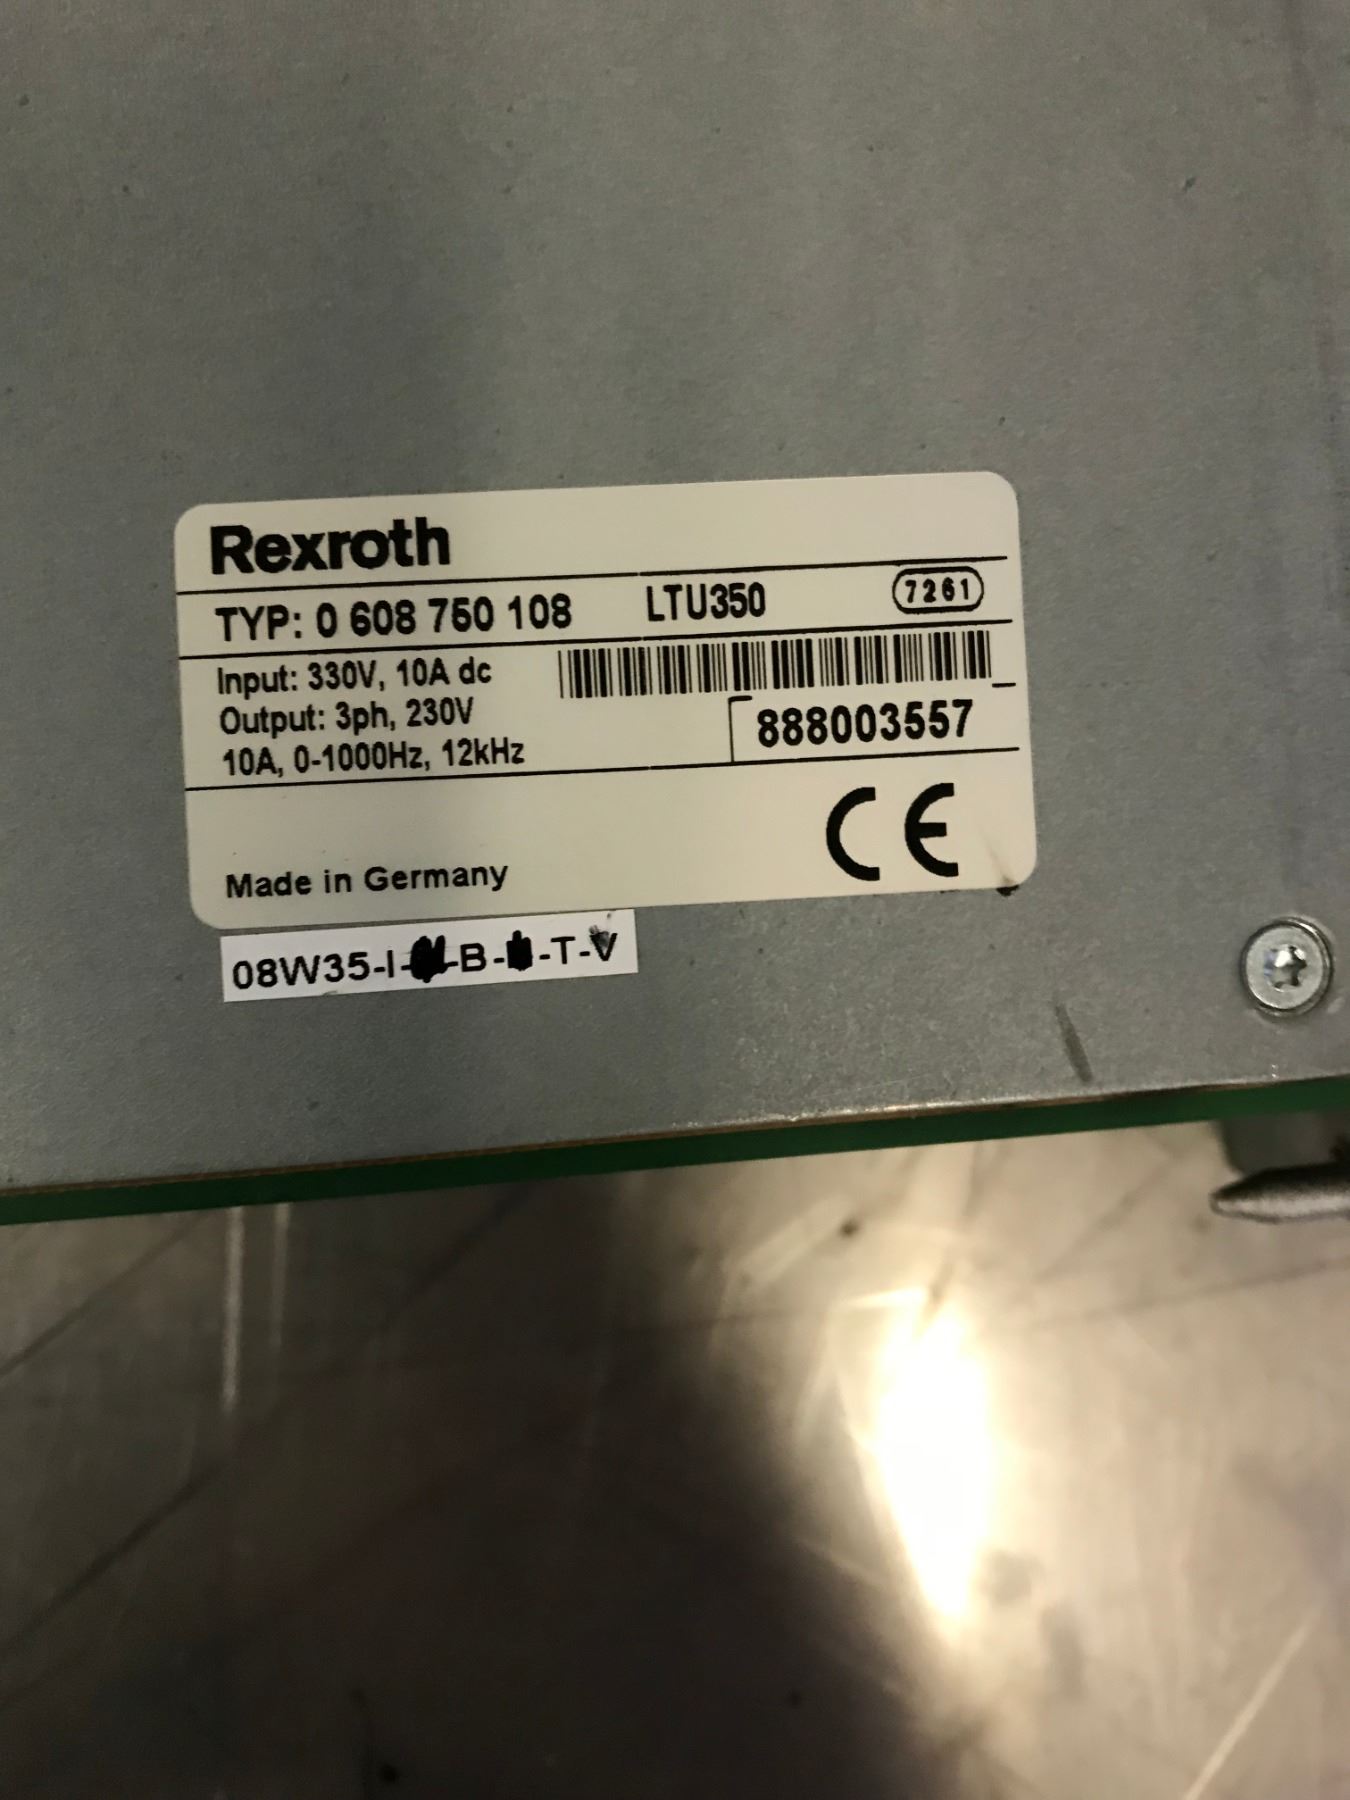 Rexroth
TYP: 0 608 750 108 LTU350 7261
Input: 330V, 10A dc
Output: 3ph, 230V
888003557
10A, 0-1000Hz, 12kHz
CE
Made in Germany
08W35-I- -B- -T-V